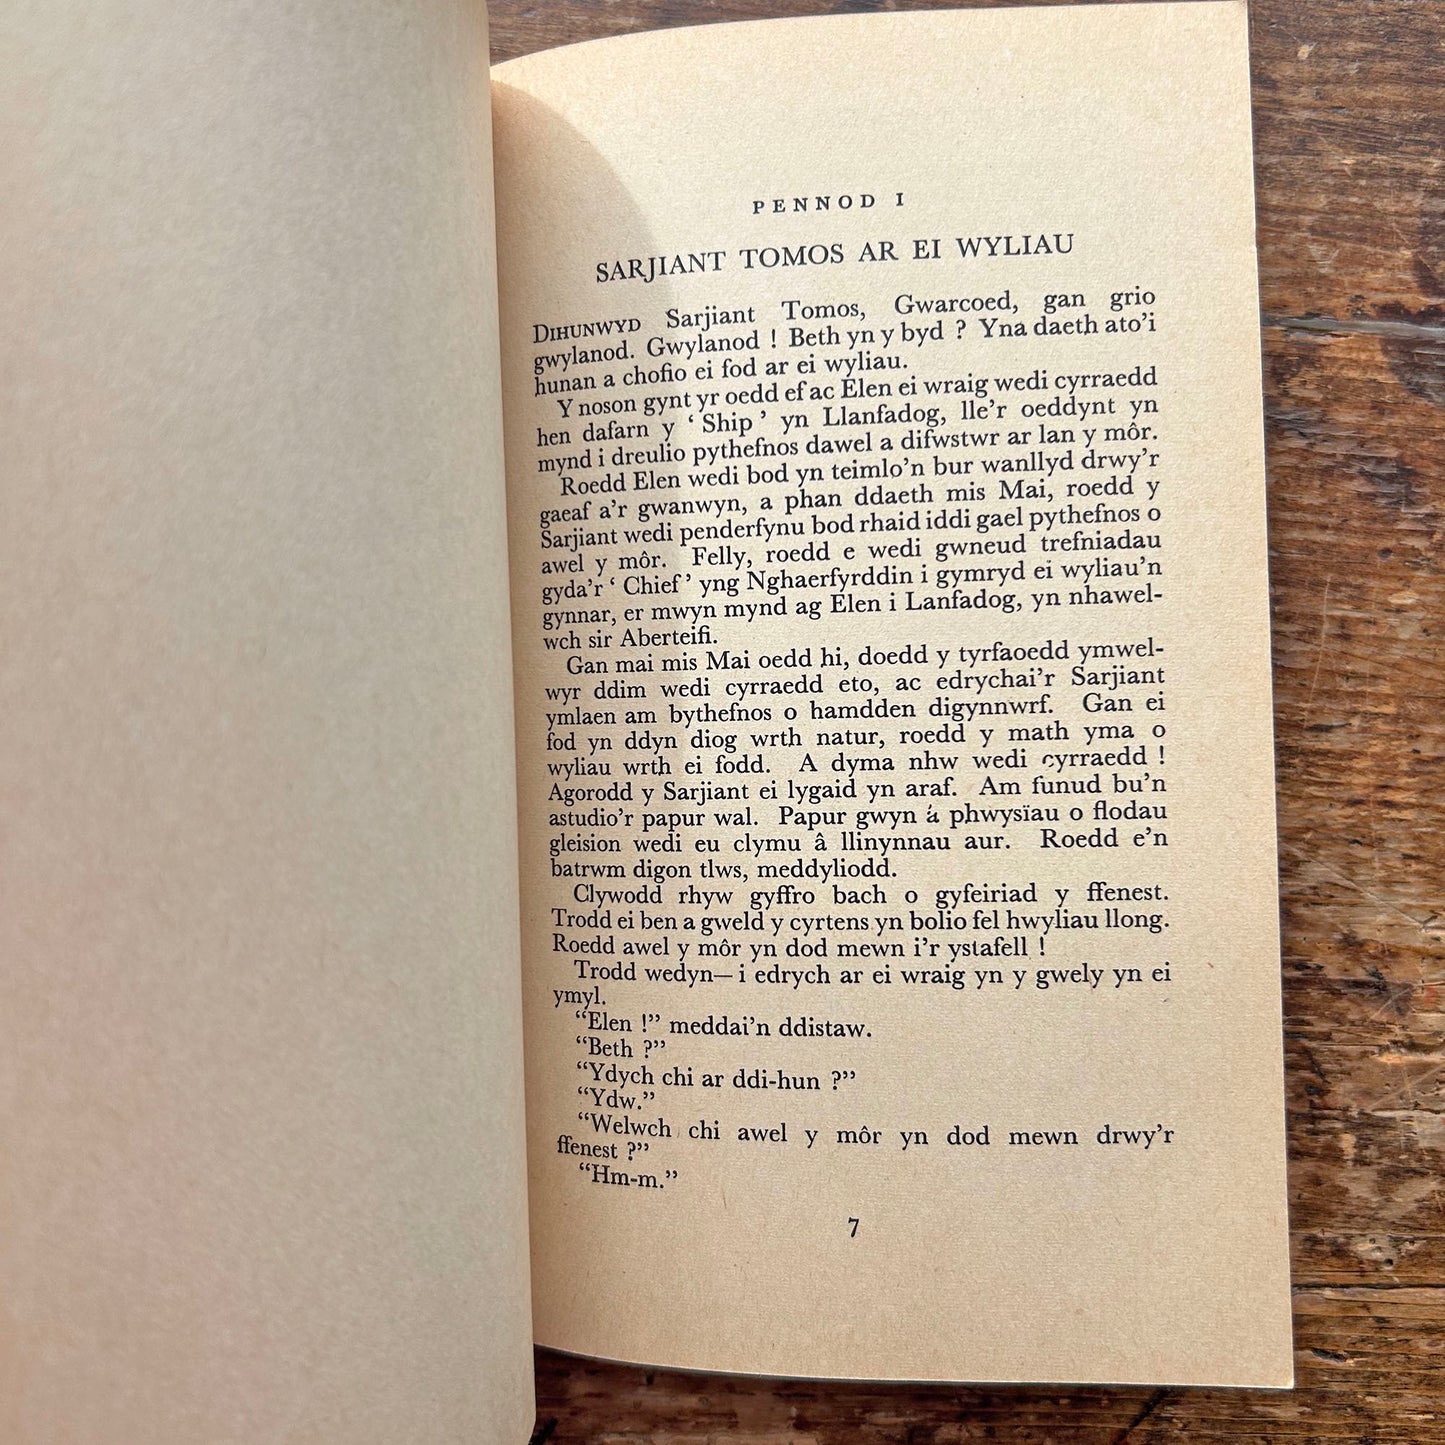 PENNOD I
SARJIANT TOMOS AR EI WYLIAU
DIHUNWYD Sarjiant Tomos, Gwarcoed, gan grio
gwylanod. Gwylanod ! Beth yn y byd ? Yna daeth ato'i
hunan a chofio ei fod ar ei wyliau.
Y noson gynt yr oedd ef ac Elen ei wraig wedi cyrraedd
hen dafarn y ‘ Ship ’ yn Llanfadog, lle'r oeddynt yn
mynd i dreulio pythefnos dawel a difwstwr ar lan y môr.
Roedd Elen wedi bod yn teimlo'n bur wanllyd drwy'r
gaeaf a'r gwanwyn, a phan ddaeth mis Mai, roedd y
Sarjiant wedi penderfynu bod rhaid iddi gael pythefnos o
awel y môr. Felly, roedd e wedi gwneud trefniadau
gyda'r ‘ Chief ’ yng Nghaerfyrddin i gymryd ei wyliau'n
gynnar, er mwyn mynd ag Elen i Lanfadog, yn nhawel-
wch sir Aberteifi.
Gan mai mis Mai oedd hi, doedd y tyrfaoedd ymwel-
wyr ddim wedi cyrraedd eto, ac edrychai'r Sarjiant
ymlaen am bythefnos o hamdden digynnwrf. Gan ei
fod yn ddyn diog wrth natur, roedd y math yma o
wyliau wrth ei fodd. A dyma nhw wedi cyrraedd !
Agorodd y Sarjiant ei lygaid yn araf. Am funud bu'n
astudio'r papur wal. Papur gwyn â phwysïau o flodau
gleision wedi eu clymu â llinynnau aur. Roedd e'n
batrwm digon tlws, meddyliodd.
Clywodd rhyw gyffro bach o gyfeiriad y ffenest.
Trodd ei ben a gweld y cyrtens yn bolio fel hwyliau llong.
Roedd awel y môr yn dod mewn i'r ystafell !
Trodd wedyn— i edrych ar ei wraig yn y gwely yn ei
ymyl.
“Elen !” meddai'n ddistaw.
“Beth ?”
“Ydych chi ar ddi-hun ?”
“Ydw.”
“Welwch chi awel y môr yn dod mewn drwy'r
ffenest ?”
“Hm-m.”
7